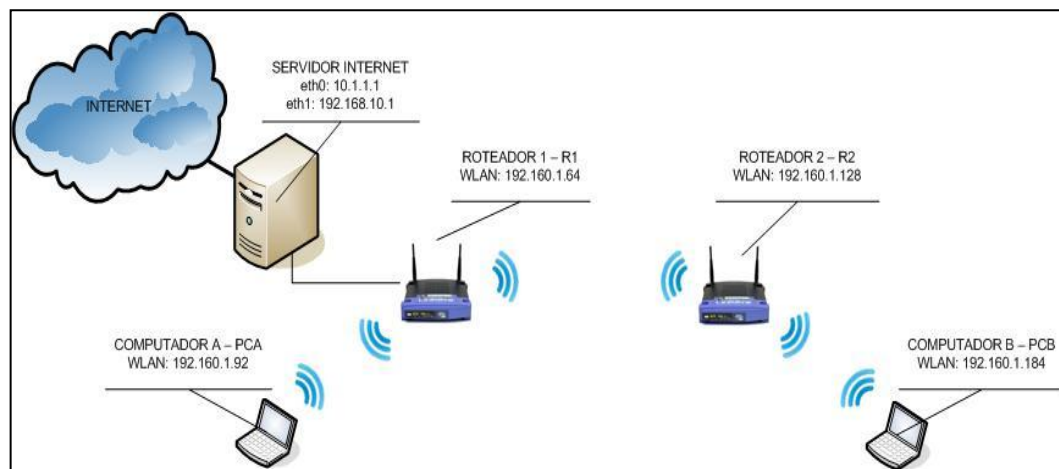 SERVIDOR INTERNET
eth0: 10.1.1.1
eth1: 192.168.10.1
INTERNET
ROTEADOR 1 – R1
WLAN: 192.160.1.64
ROTEADOR 2 – R2
WLAN: 192.160.1.128
COMPUTADOR A – PCA
WLAN: 192.160.1.92
COMPUTADOR B – PCB
WLAN: 192.160.1.184